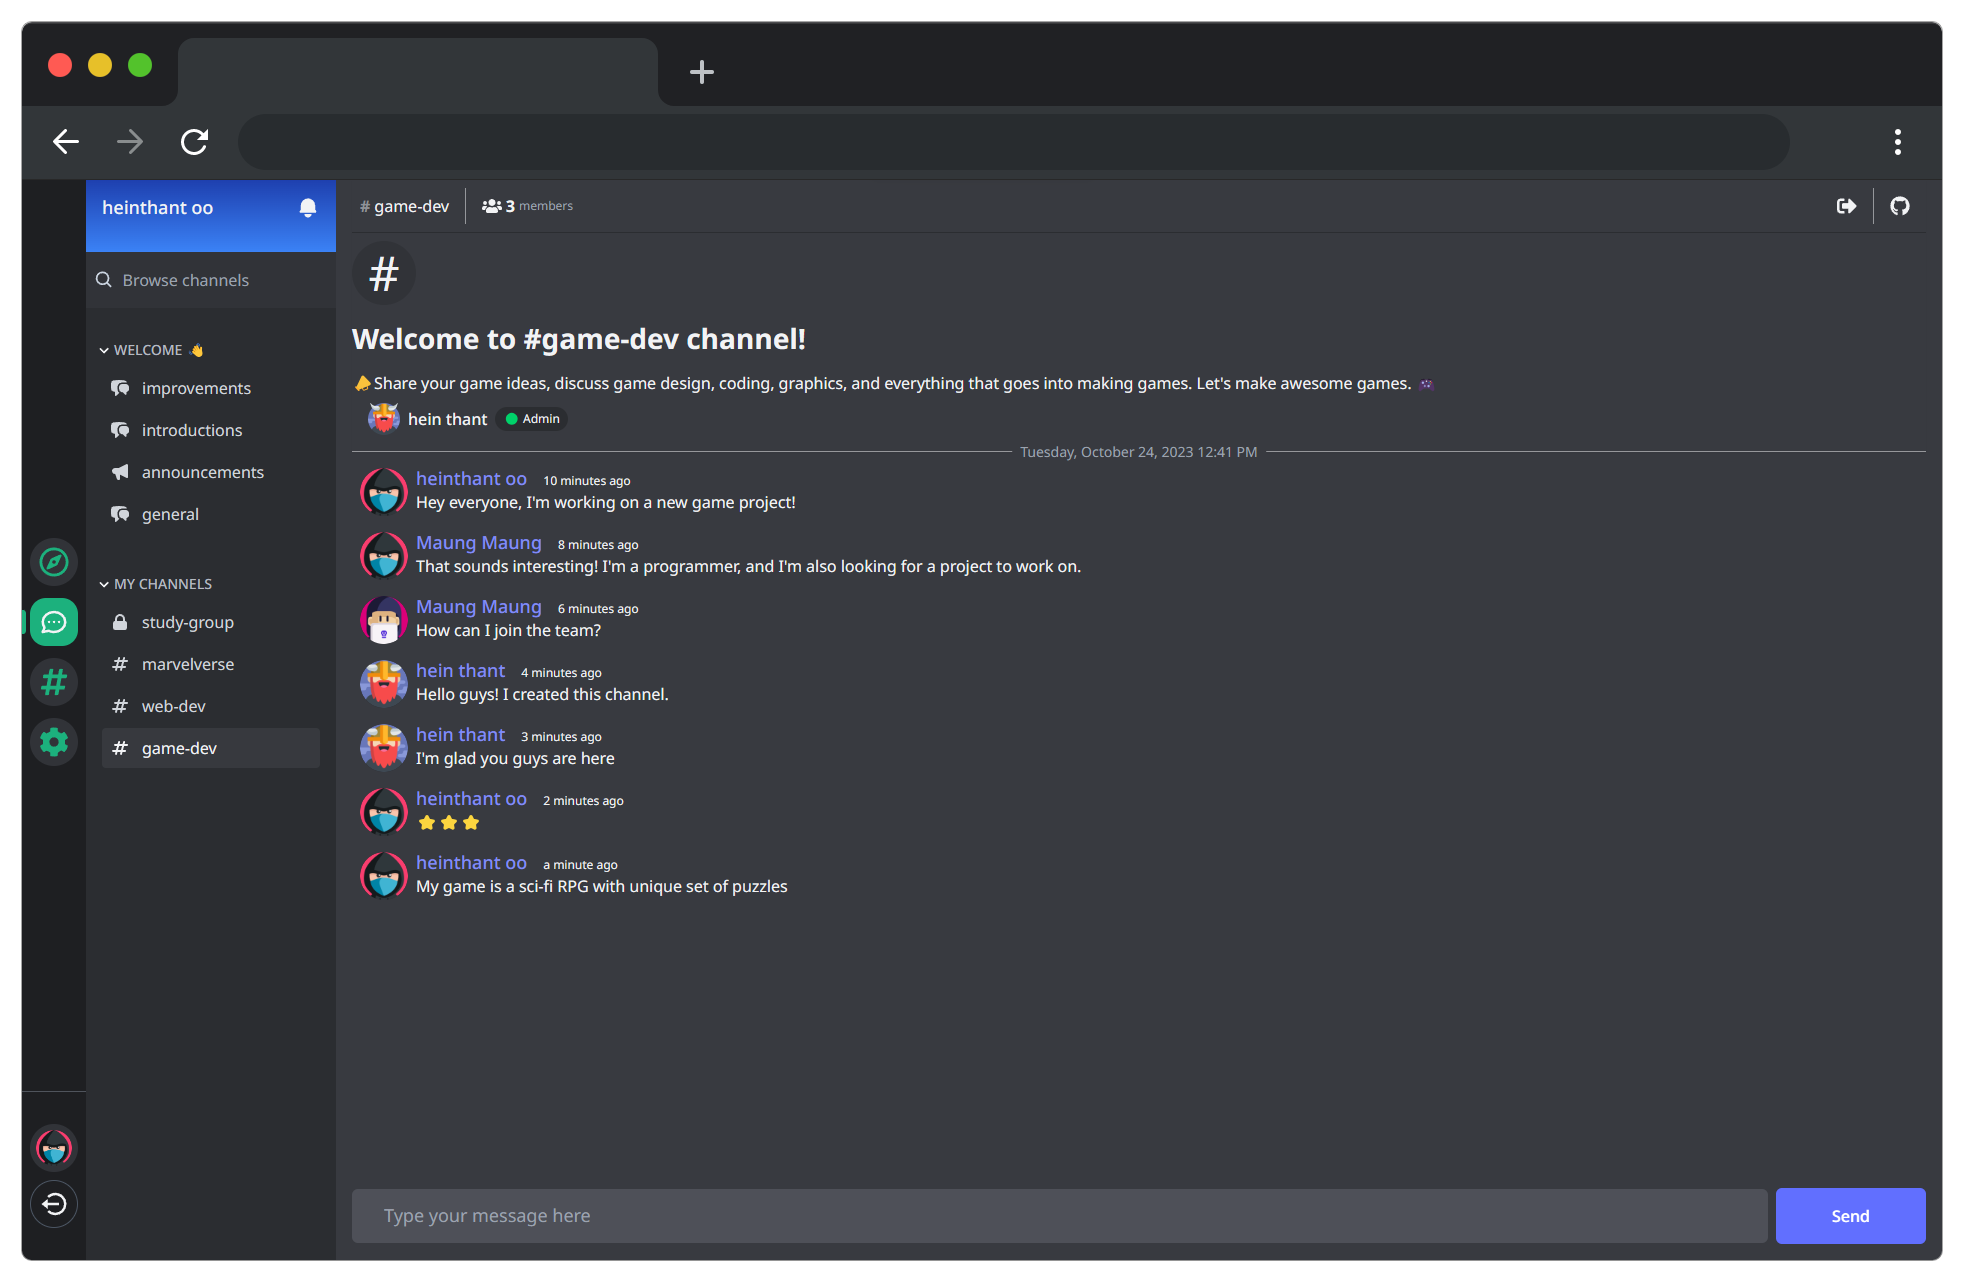 heinthant oo
Browse channels
WELCOME 👋
improvements
introductions
announcements
general
MY CHANNELS
study-group
# marvelverse
# web-dev
# game-dev
# game-dev
3 members
#
Welcome to #game-dev channel!
📣Share your game ideas, discuss game design, coding, graphics, and everything that goes into making games. Let's make awesome games. 🎮
hein thant Admin
Tuesday, October 24, 2023 12:41 PM
heinthant oo 10 minutes ago
Hey everyone, I'm working on a new game project!
Maung Maung 8 minutes ago
That sounds interesting! I'm a programmer, and I'm also looking for a project to work on.
Maung Maung 6 minutes ago
How can I join the team?
hein thant 4 minutes ago
Hello guys! I created this channel.
hein thant 3 minutes ago
I'm glad you guys are here
heinthant oo 2 minutes ago
⭐⭐⭐
heinthant oo a minute ago
My game is a sci-fi RPG with unique set of puzzles
Type your message here
Send